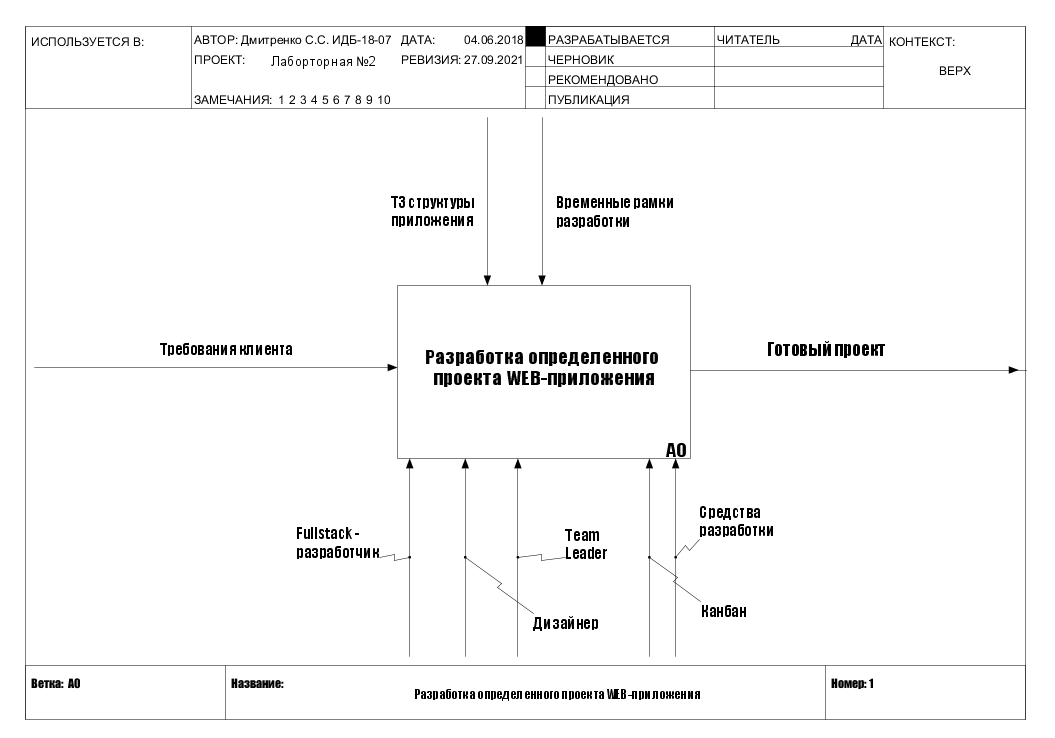 ИСПОЛЬЗУЕТСЯ В:
АВТОР: Дмитренко С.С. ИДБ-18-07 ДАТА: 04.06.2018
ПРОЕКТ: Лаборторная №2 РЕВИЗИЯ: 27.09.2021
ЗАМЕЧАНИЯ: 1 2 3 4 5 6 7 8 9 10
РАЗРАБАТЫВАЕТСЯ
ЧЕРНОВИК
РЕКОМЕНДОВАНО
ПУБЛИКАЦИЯ
ЧИТАТЕЛЬ ДАТА
КОНТЕКСТ:
ВЕРХ
ТЗ структуры
приложения
Временные рамки
разработки
Требования клиента
Разработка определенного
проекта WEB-приложения
A0
Готовый проект
Fullstack -
разработчик
Дизайнер
Team
Leader
Средства
разработки
Канбан
Ветка: A0
Название:
Разработка определенного проекта WEB-приложения
Номер: 1